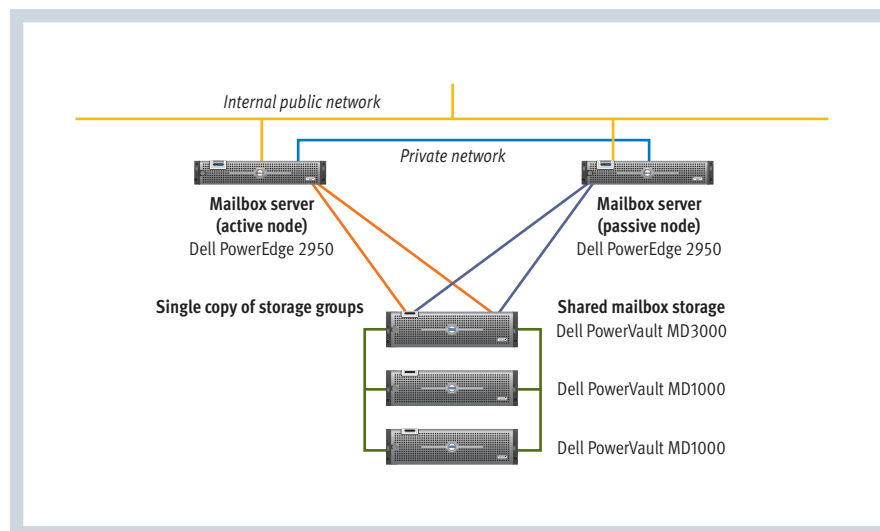 Internal public network
Private network
Mailbox server
(active node)
Dell PowerEdge 2950
Mailbox server
(passive node)
Dell PowerEdge 2950
Single copy of storage groups
Shared mailbox storage
Dell PowerVault MD3000
Dell PowerVault MD1000
Dell PowerVault MD1000